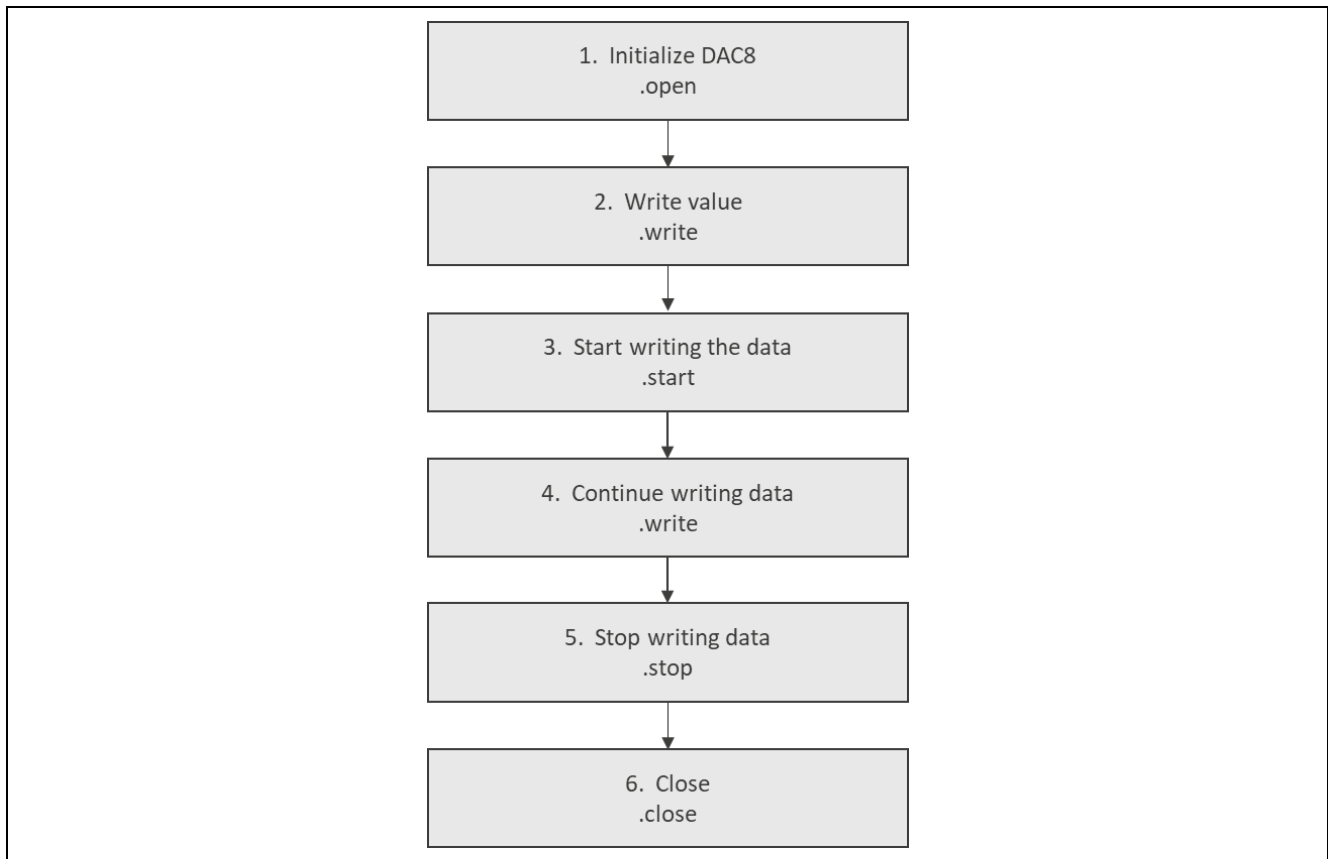 1. Initialize DAC8
.open
2. Write value
.write
3. Start writing the data
.start
4. Continue writing data
.write
5. Stop writing data
.stop
6. Close
.close